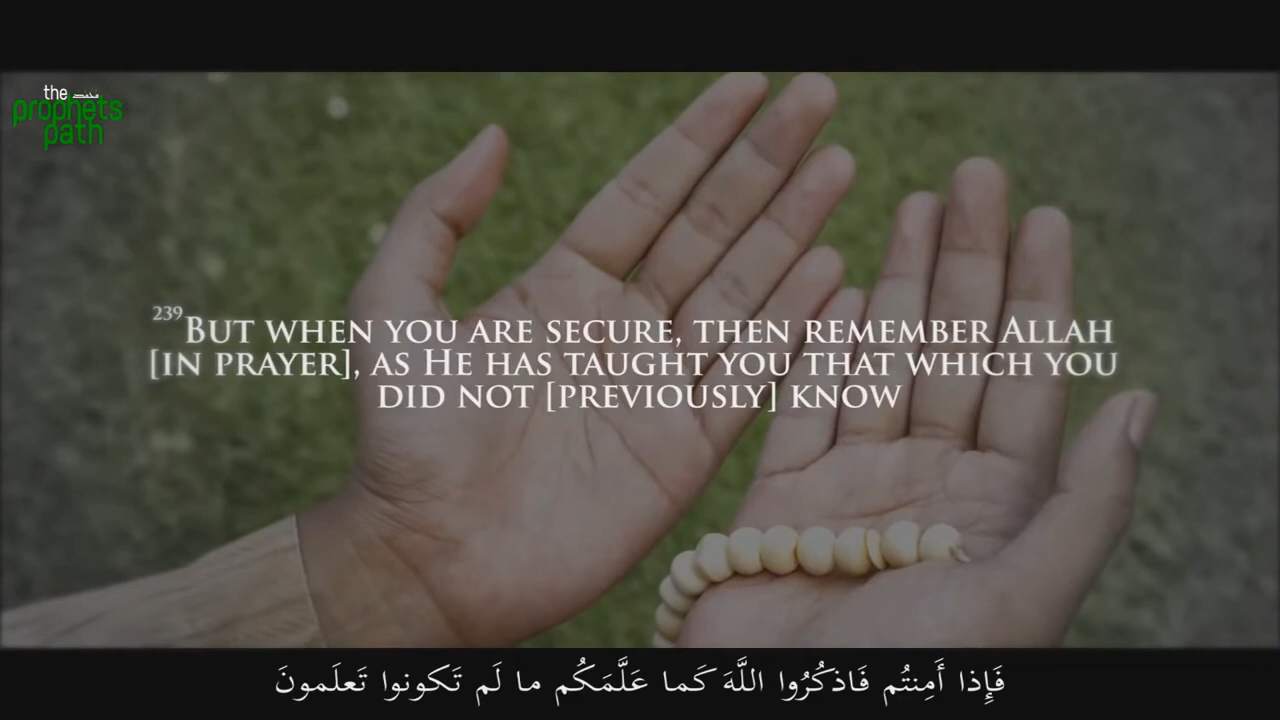 the
prophets
path
239 BUT WHEN YOU ARE SECURE, THEN REMEMBER ALLAH
[IN PRAYER], AS HE HAS TAUGHT YOU THAT WHICH YOU
DID NOT [PREVIOUSLY] KNOW
فَإِذا أَمِنتُم فَاذكُرُوا اللَّهَ كَما عَلَّمَكُم ما لَم تَكونوا تَعلَمونَ